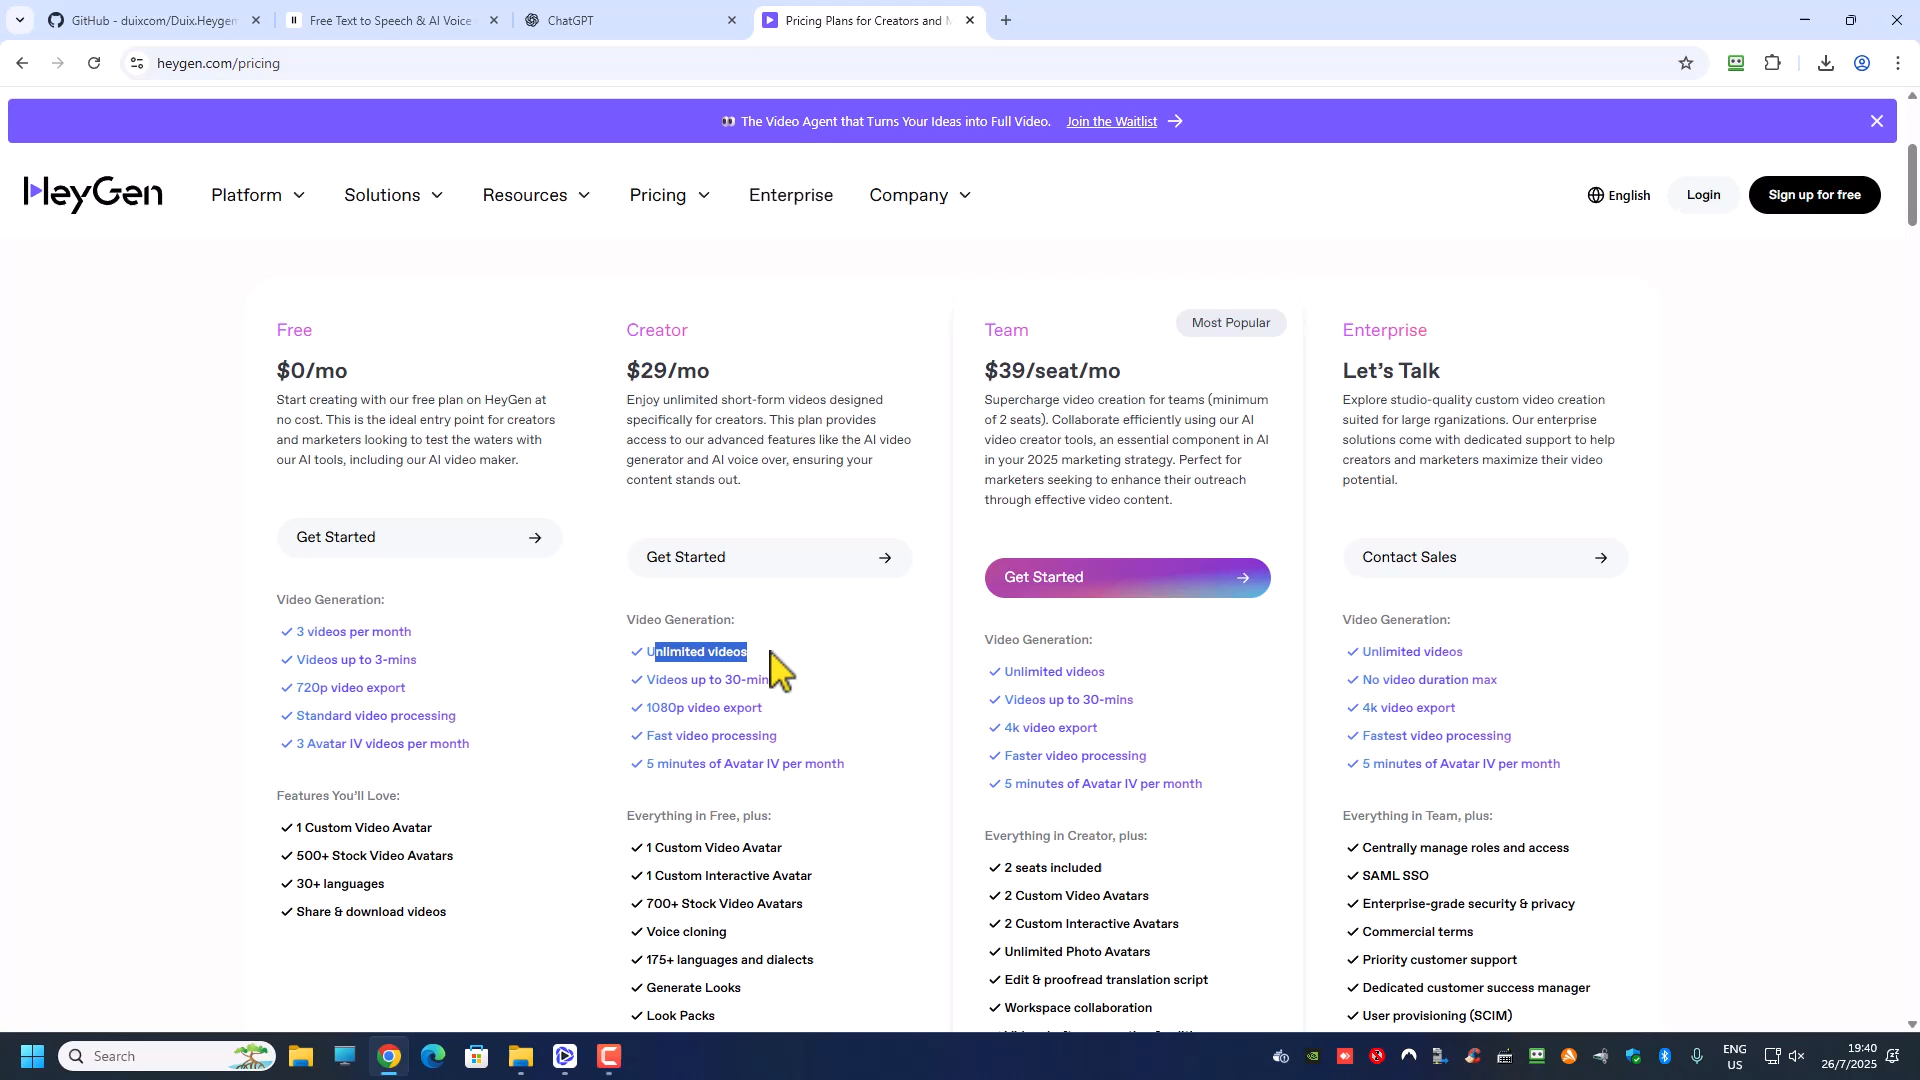 GitHub - duixcom/Duix.Heygem
Free Text to Speech & AI Voice
ChatGPT
Pricing Plans for Creators and M
heygen.com/pricing
The Video Agent that Turns Your Ideas into Full Video. Join the Waitlist →
HeyGen
Platform
Solutions
Resources
Pricing
Enterprise
Company
English
Login
Sign up for free
Free
$0/mo
Start creating with our free plan on HeyGen at
no cost. This is the ideal entry point for creators
and marketers looking to test the waters with
our AI tools, including our AI video maker.
Get Started →
Video Generation:
✓ 3 videos per month
✓ Videos up to 3-mins
✓ 720p video export
✓ Standard video processing
✓ 3 Avatar IV videos per month
Features You'll Love:
✓ 1 Custom Video Avatar
✓ 500+ Stock Video Avatars
✓ 30+ languages
✓ Share & download videos
Creator
$29/mo
Enjoy unlimited short-form videos designed
specifically for creators. This plan provides
access to our advanced features like the AI video
generator and AI voice over, ensuring your
content stands out.
Get Started →
Video Generation:
✓ Unlimited videos
✓ Videos up to 30-min
✓ 1080p video export
✓ Fast video processing
✓ 5 minutes of Avatar IV per month
Everything in Free, plus:
✓ 1 Custom Video Avatar
✓ 1 Custom Interactive Avatar
✓ 700+ Stock Video Avatars
✓ Voice cloning
✓ 175+ languages and dialects
✓ Generate Looks
✓ Look Packs
Team
Most Popular
$39/seat/mo
Supercharge video creation for teams (minimum
of 2 seats). Collaborate efficiently using our AI
video creator tools, an essential component in AI
in your 2025 marketing strategy. Perfect for
marketers seeking to enhance their outreach
through effective video content.
Get Started →
Video Generation:
✓ Unlimited videos
✓ Videos up to 30-mins
✓ 4k video export
✓ Faster video processing
✓ 5 minutes of Avatar IV per month
Everything in Creator, plus:
✓ 2 seats included
✓ 2 Custom Video Avatars
✓ 2 Custom Interactive Avatars
✓ Unlimited Photo Avatars
✓ Edit & proofread translation script
✓ Workspace collaboration
Enterprise
Let's Talk
Explore studio-quality custom video creation
suited for large rganizations. Our enterprise
solutions come with dedicated support to help
creators and marketers maximize their video
potential.
Contact Sales →
Video Generation:
✓ Unlimited videos
✓ No video duration max
✓ 4k video export
✓ Fastest video processing
✓ 5 minutes of Avatar IV per month
Everything in Team, plus:
✓ Centrally manage roles and access
✓ SAML SSO
✓ Enterprise-grade security & privacy
✓ Commercial terms
✓ Priority customer support
✓ Dedicated customer success manager
✓ User provisioning (SCIM)
Search
ENG
US
19:40
26/7/2025